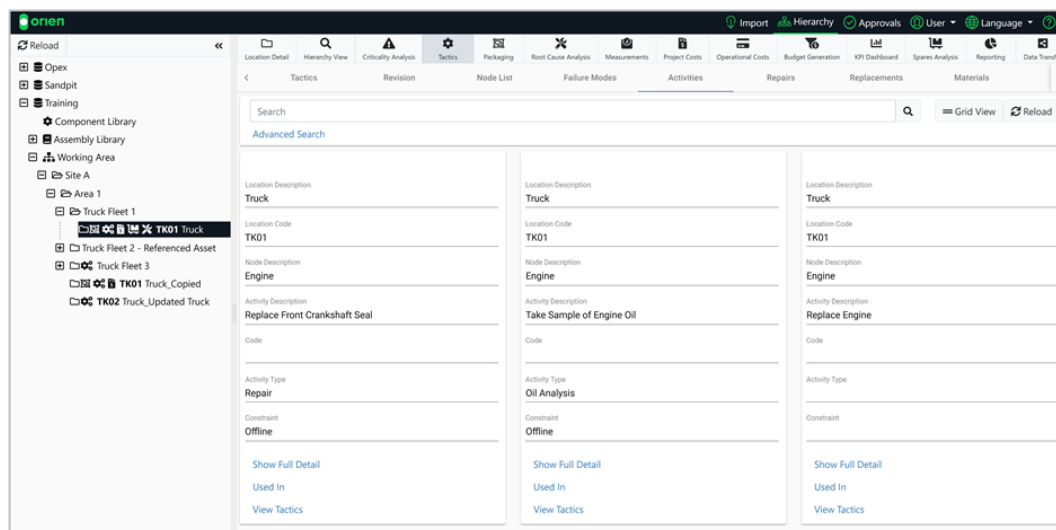 orien
Import Hierarchy Approvals User Language
Reload
Opex
Sandpit
Training
Component Library
Assembly Library
Working Area
Site A
Area 1
Truck Fleet 1
TK01 Truck
Truck Fleet 2 - Referenced Asset
Truck Fleet 3
TK01 Truck_Copied
TK02 Truck_Updated Truck
Location Detail Hierarchy View Criticality Analysis Tactics Packaging Root Cause Analysis Measurements Project Costs Operational Costs Budget Generation KPI Dashboard Spares Analysis Reporting Data Transf
Tactics Revision Node List Failure Modes Activities Repairs Replacements Materials
Search Grid View Reload
Advanced Search
Location Description
Truck
Location Code
TK01
Node Description
Engine
Activity Description
Replace Front Crankshaft Seal
Code
Activity Type
Repair
Constraint
Offline
Show Full Detail
Used In
View Tactics
Location Description
Truck
Location Code
TK01
Node Description
Engine
Activity Description
Take Sample of Engine Oil
Code
Activity Type
Oil Analysis
Constraint
Offline
Show Full Detail
Used In
View Tactics
Location Description
Truck
Location Code
TK01
Node Description
Engine
Activity Description
Replace Engine
Code
Activity Type
Constraint
Show Full Detail
Used In
View Tactics